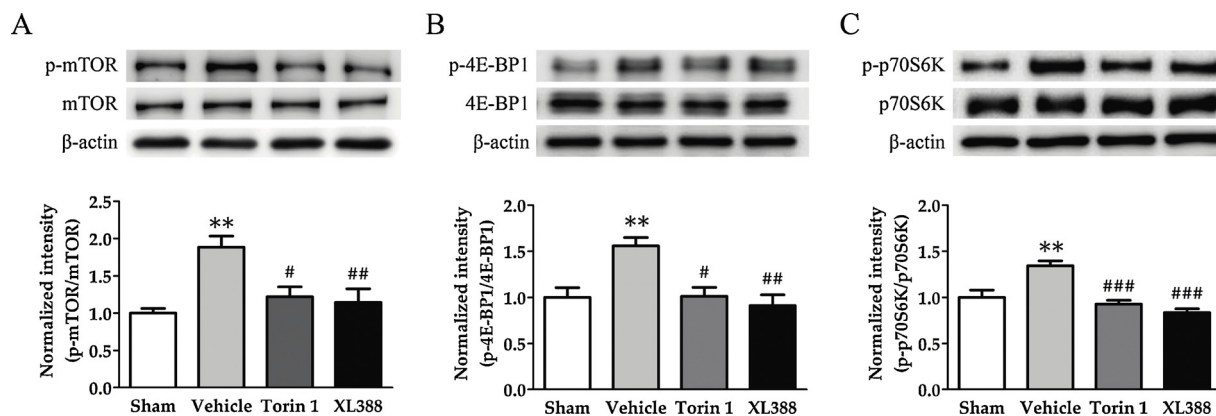 A
p-mTOR
mTOR
β-actin
Normalized intensity
(p-mTOR/mTOR)
2.5
2.0
1.5
1.0
0.5
0.0
**
#
##
Sham Vehicle Torin 1 XL388
B
p-4E-BP1
4E-BP1
β-actin
Normalized intensity
(p-4E-BP1/4E-BP1)
2.0
1.5
1.0
0.5
0.0
**
#
##
Sham Vehicle Torin 1 XL388
C
p-p70S6K
p70S6K
β-actin
Normalized intensity
(p-p70S6K/p70S6K)
2.0
1.5
1.0
0.5
0.0
**
###
###
Sham Vehicle Torin 1 XL388